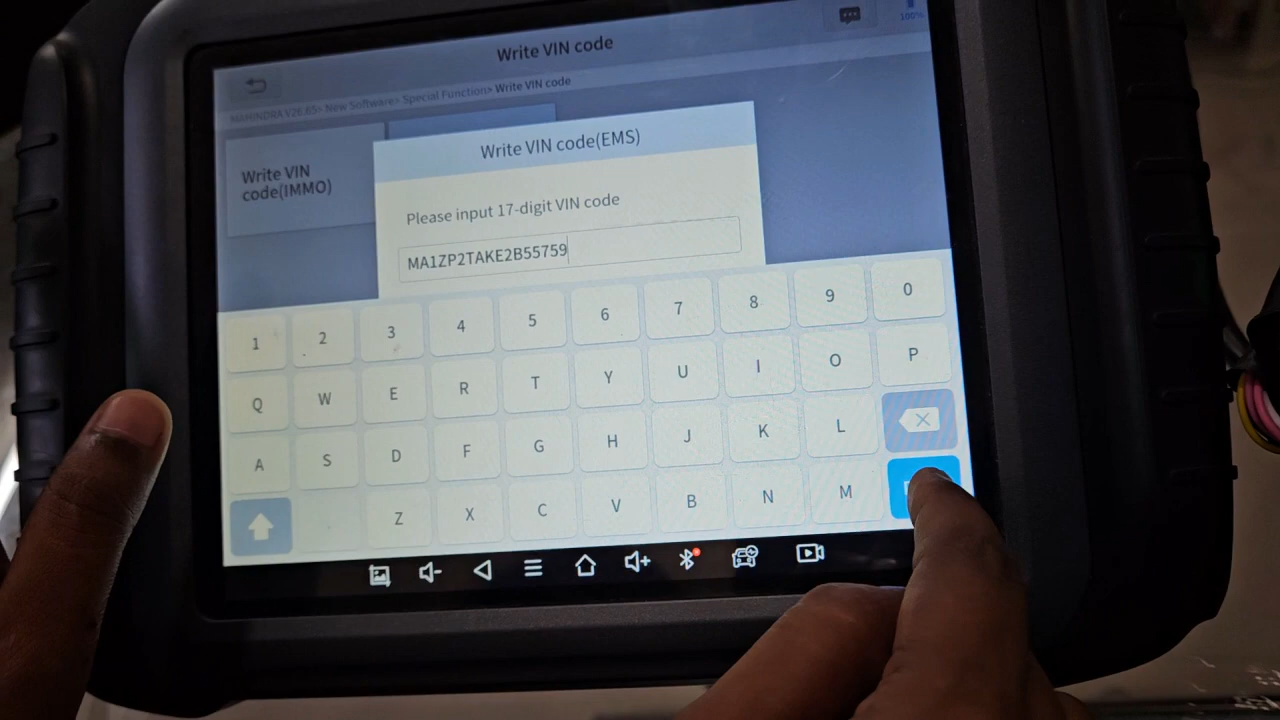 Write VIN code
100%
MAHINDRA V26.65> New Software> Special Function> Write VIN code
Write VIN
code(IMMO)
Write VIN code(EMS)
Please input 17-digit VIN code
MA1ZP2TAKE2B55759
1 2 3 4 5 6 7 8 9 0
Q W E R T Y U I O P
A S D F G H J K L
Z X C V B N M